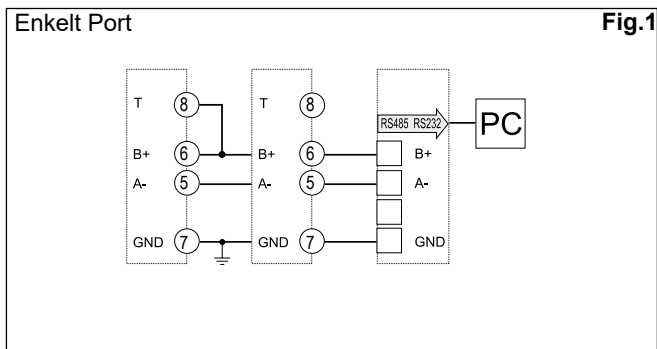 Enkelt Port Fig.1
T 8 T 8
RS485 RS232 PC
B+ 6 B+ 6 B+
A- 5 A- 5 A-
GND 7 GND 7 GND